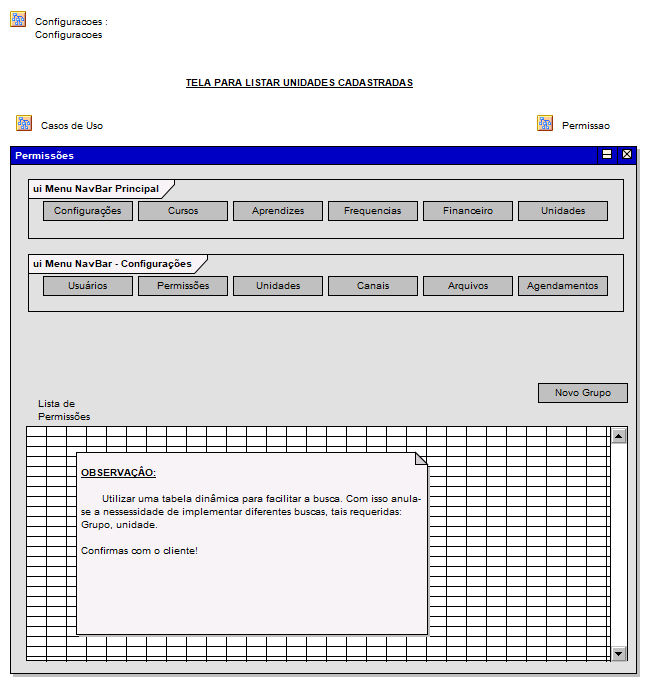 Configuracoes :
Configuracoes
TELA PARA LISTAR UNIDADES CADASTRADAS
Casos de Uso
Permissao
Permissões
ui Menu NavBar Principal
Configurações
Cursos
Aprendizes
Frequencias
Financeiro
Unidades
ui Menu NavBar - Configurações
Usuários
Permissões
Unidades
Canais
Arquivos
Agendamentos
Novo Grupo
Lista de
Permissões
OBSERVAÇÂO:
Utilizar uma tabela dinâmica para facilitar a busca. Com isso anula-
se a nessessidade de implementar diferentes buscas, tais requeridas:
Grupo, unidade.
Confirmas com o cliente!